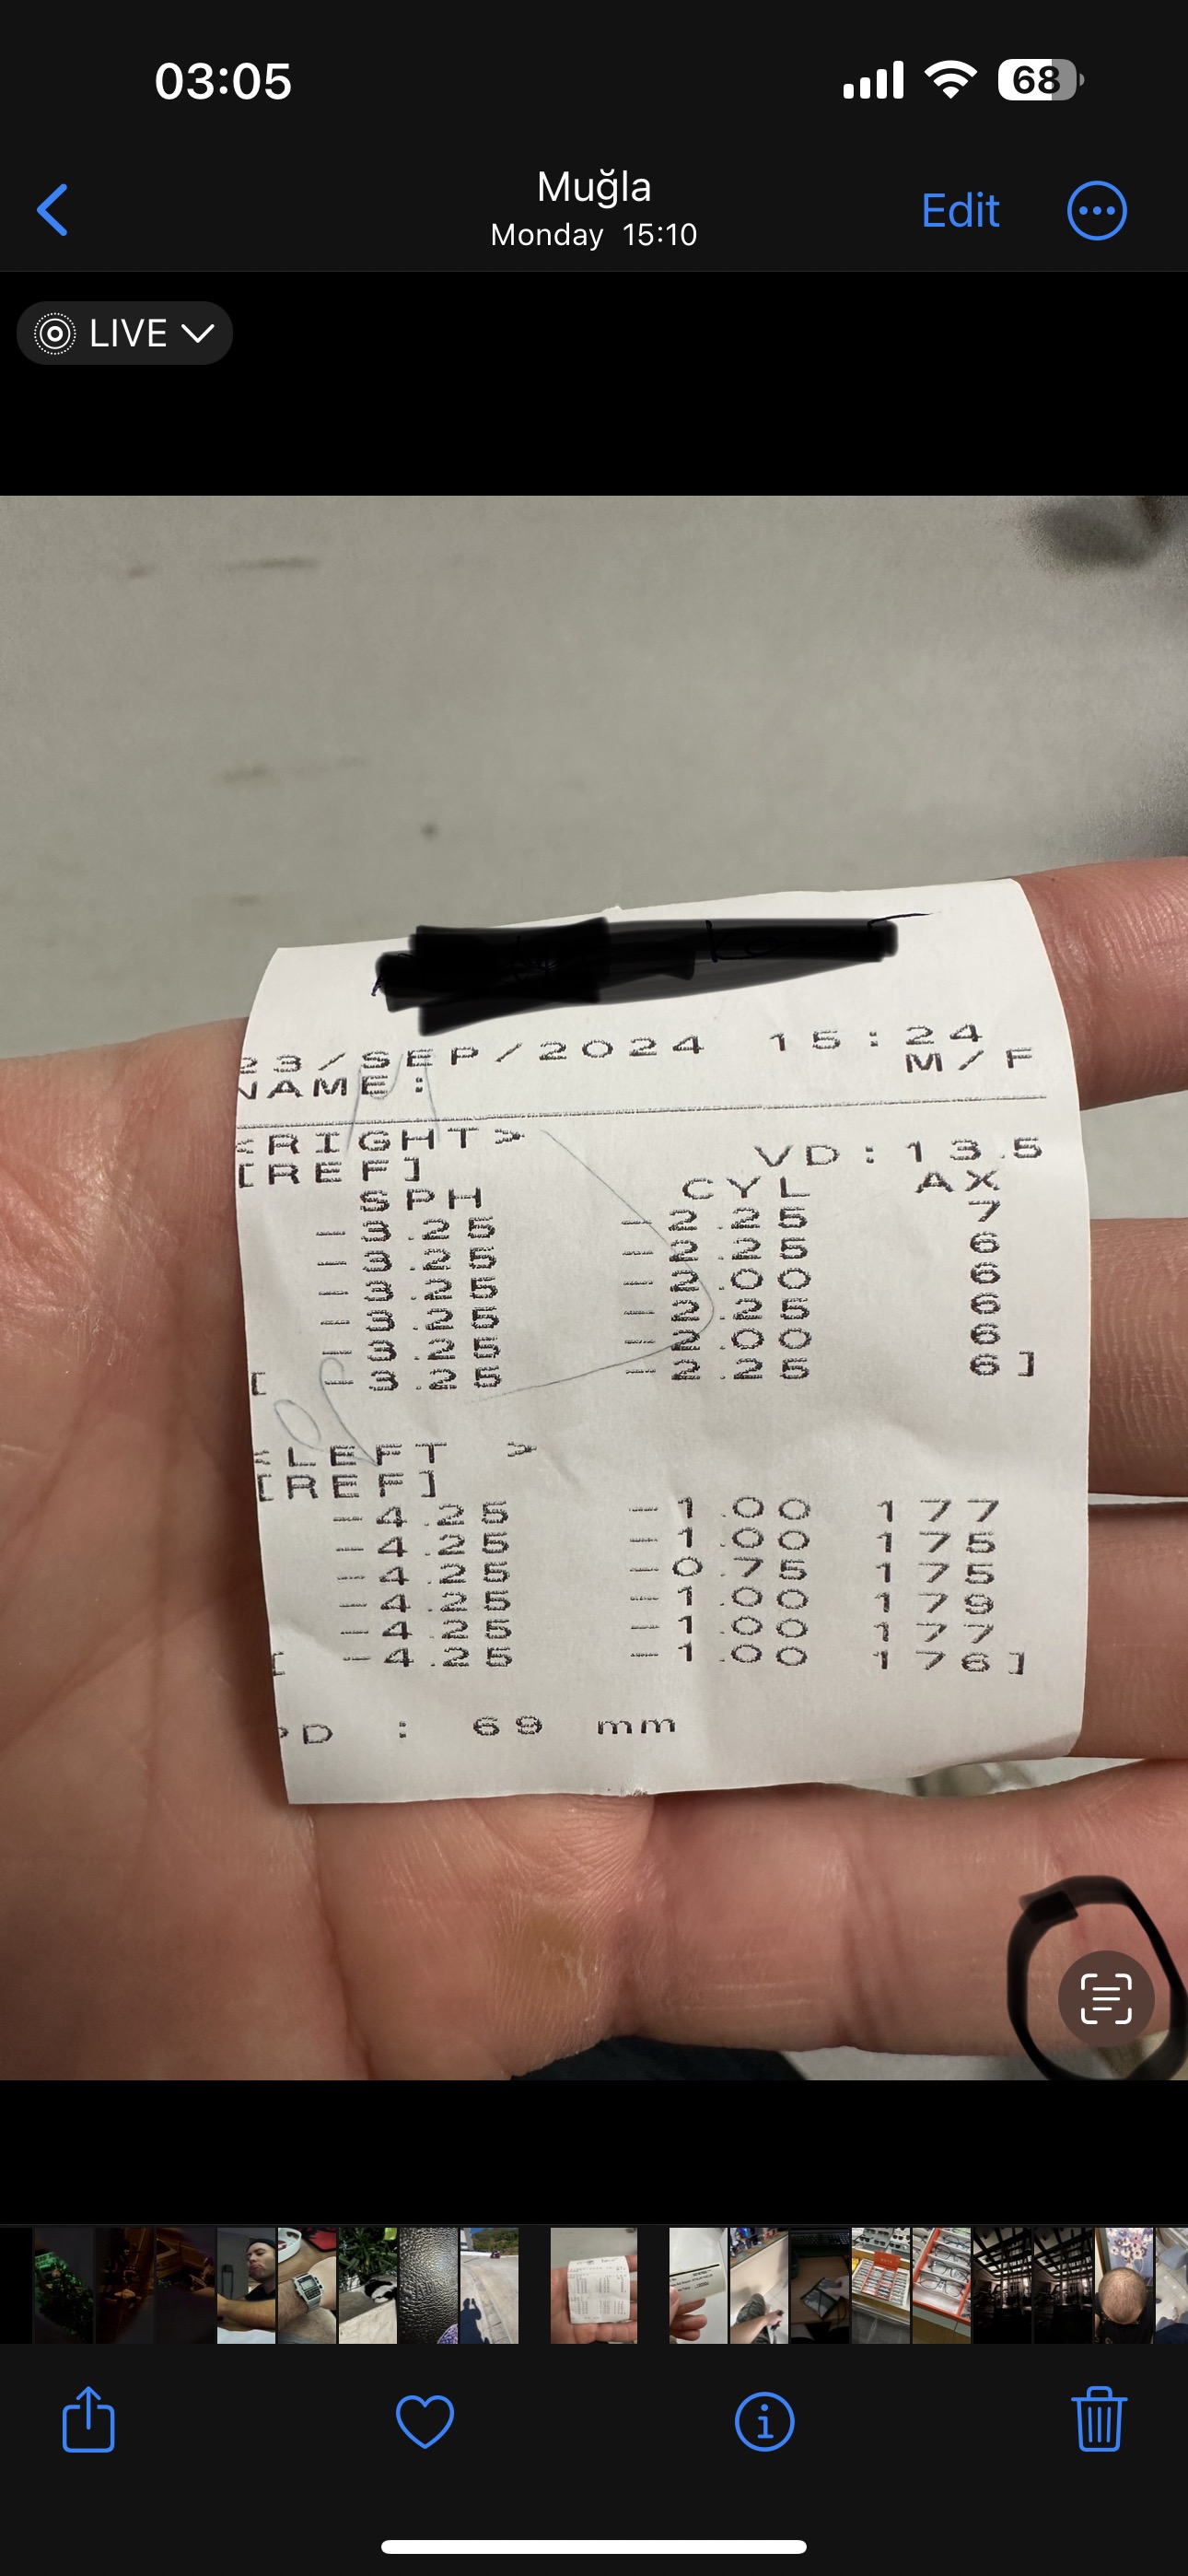 03:05
68
Muğla
Monday 15:10
Edit
LIVE
23/SEP/2024 15:24
NAME: M/F
<RIGHT> VD:13.5
[REF]
SPH CYL AX
-3.25 -2.25 7
-3.25 -2.25 6
-3.25 -2.00 6
-3.25 -2.25 6
-3.25 -2.00 6
[ -3.25 -2.25 6 ]
<LEFT >
[REF]
-4.25 -1.00 177
-4.25 -1.00 175
-4.25 -0.75 175
-4.25 -1.00 179
-4.25 -1.00 177
[ -4.25 -1.00 176 ]
PD : 69 mm